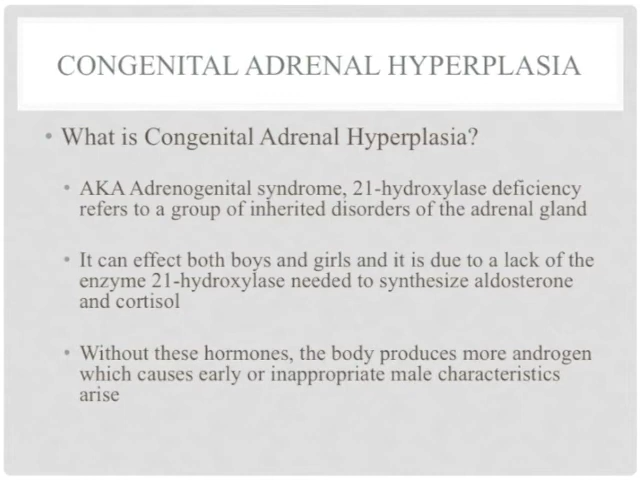 CONGENITAL ADRENAL HYPERPLASIA
• What is Congenital Adrenal Hyperplasia?
• AKA Adrenogenital syndrome, 21-hydroxylase deficiency
refers to a group of inherited disorders of the adrenal gland
• It can effect both boys and girls and it is due to a lack of the
enzyme 21-hydroxylase needed to synthesize aldosterone
and cortisol
• Without these hormones, the body produces more androgen
which causes early or inappropriate male characteristics
arise